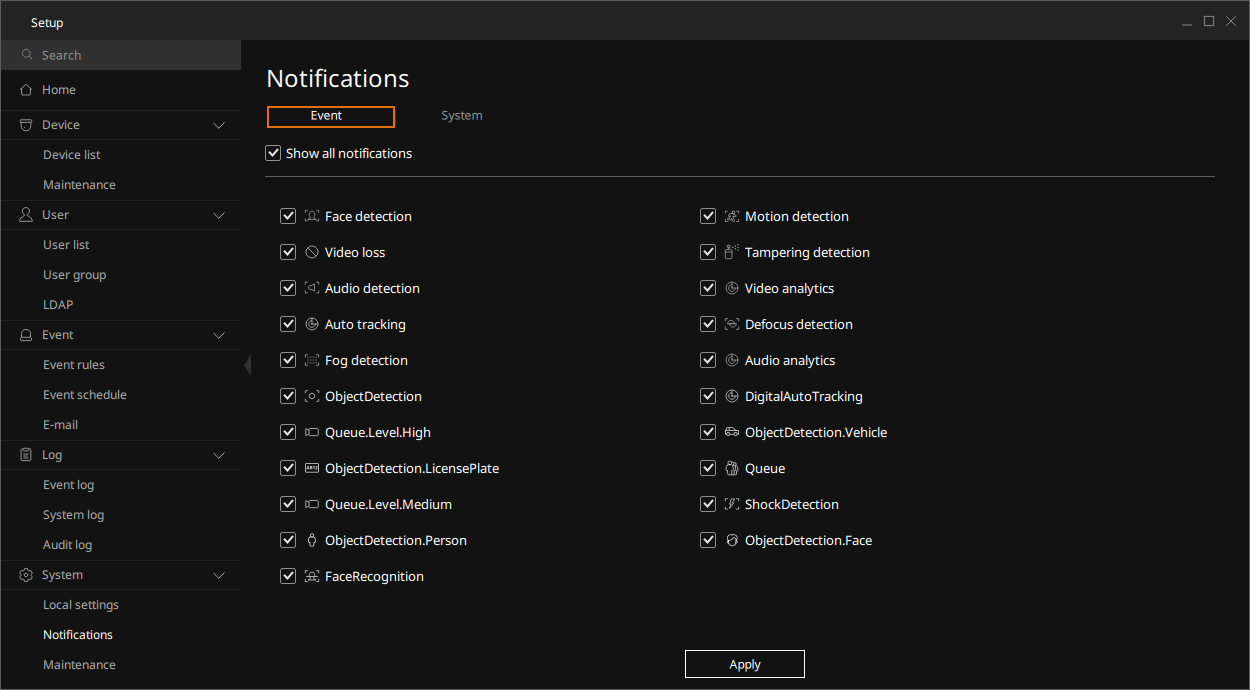 Setup
Search
Home
Device
Device list
Maintenance
User
User list
User group
LDAP
Event
Event rules
Event schedule
E-mail
Log
Event log
System log
Audit log
System
Local settings
Notifications
Maintenance
Notifications
Event System
Show all notifications
Face detection Motion detection
Video loss Tampering detection
Audio detection Video analytics
Auto tracking Defocus detection
Fog detection Audio analytics
ObjectDetection DigitalAutoTracking
Queue.Level.High ObjectDetection.Vehicle
ObjectDetection.LicensePlate Queue
Queue.Level.Medium ShockDetection
ObjectDetection.Person ObjectDetection.Face
FaceRecognition
Apply